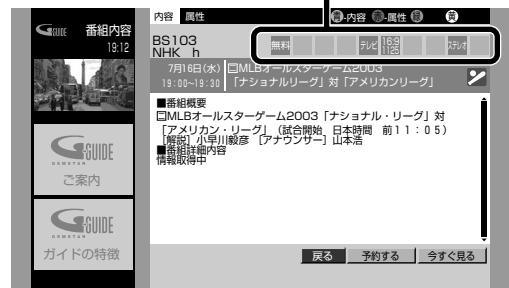 内容 属性 黄-内容 赤-属性
GUIDE 番組内容
19:12
BS103
NHK h
無料 テレビ 16:9 1125i ステレオ
7月16日(水) MLBオールスターゲーム2003
19:00~19:30 「ナショナルリーグ」対「アメリカンリーグ」
■番組概要
□MLBオールスターゲーム2003「ナショナル・リーグ」対
「アメリカン・リーグ」(試合開始 日本時間 前11:05)
[解説]小早川毅彦 [アナウンサー]山本浩
■番組詳細内容
情報取得中
G-GUIDE
GEMSTAR
ご案内
G-GUIDE
GEMSTAR
ガイドの特徴
戻る 予約する 今すぐ見る